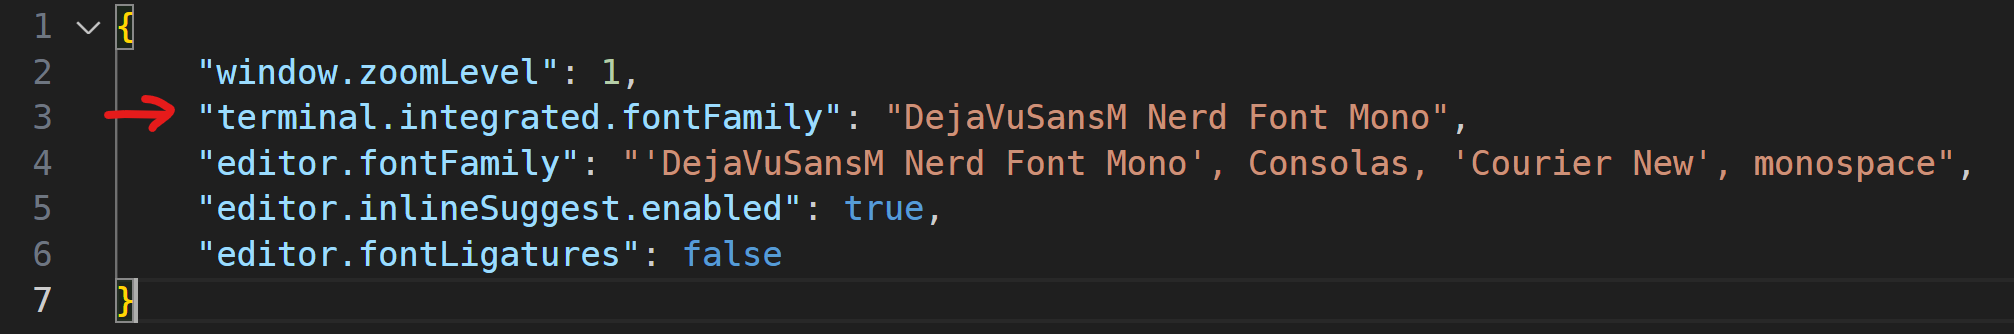 1 {
2 "window.zoomLevel": 1,
3 "terminal.integrated.fontFamily": "DejaVuSansM Nerd Font Mono",
4 "editor.fontFamily": "'DejaVuSansM Nerd Font Mono', Consolas, 'Courier New', monospace",
5 "editor.inlineSuggest.enabled": true,
6 "editor.fontLigatures": false
7 }